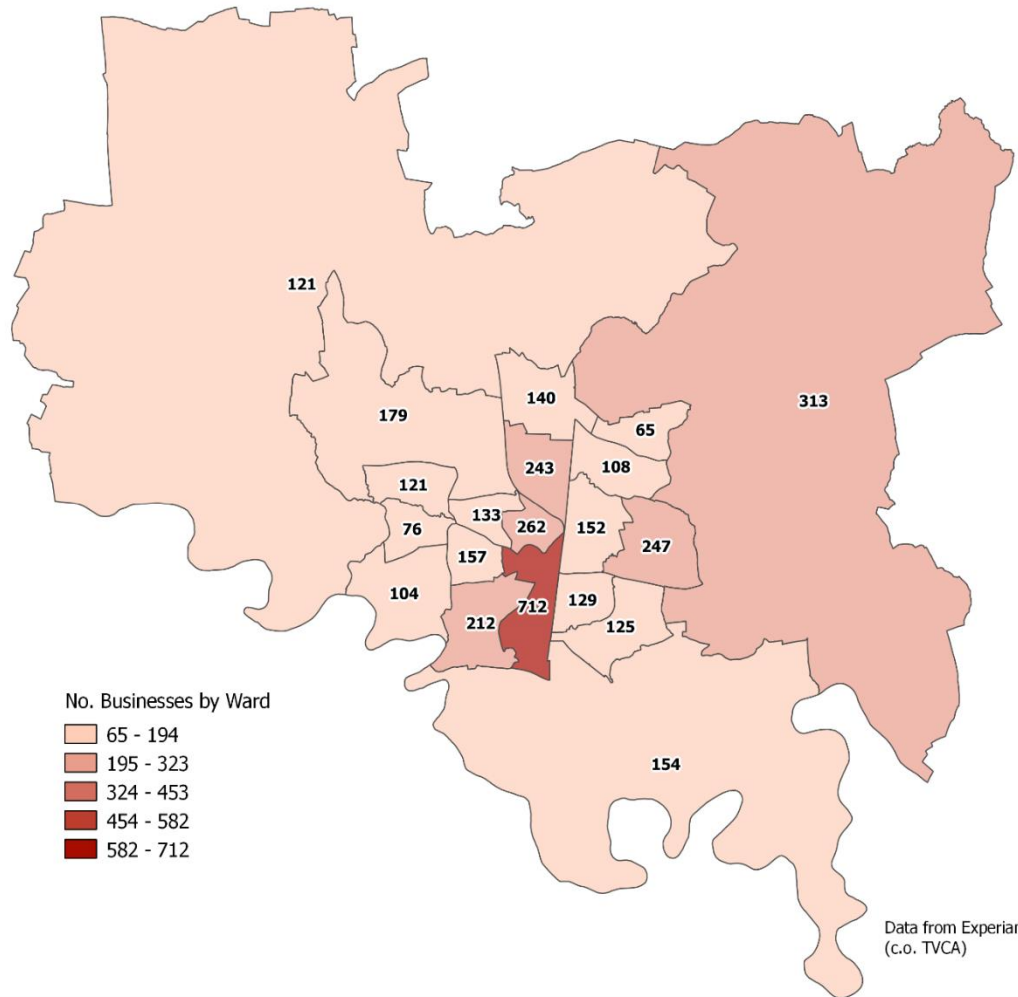 121
313
140
179
65
243
108
121
133
262
152
76
247
157
104
712
129
212
125
No. Businesses by Ward
65 - 194
195 - 323
324 - 453
454 - 582
582 - 712
154
Data from Experian
(c.o. TVCA)